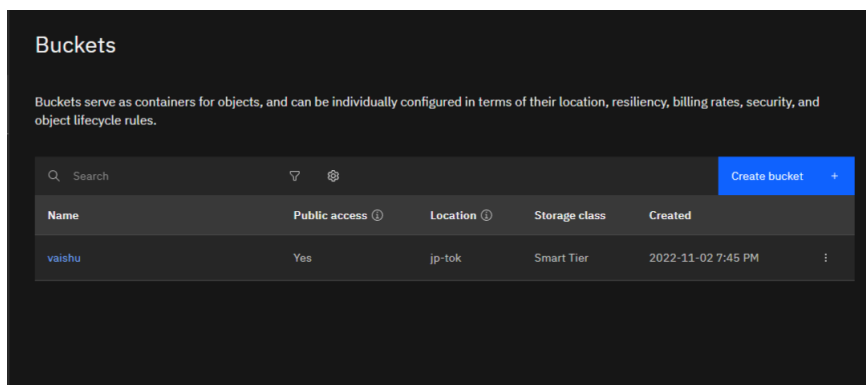 Buckets
Buckets serve as containers for objects, and can be individually configured in terms of their location, resiliency, billing rates, security, and
object lifecycle rules.
Search Create bucket +
Name Public access Location Storage class Created
vaishu Yes jp-tok Smart Tier 2022-11-02 7:45 PM